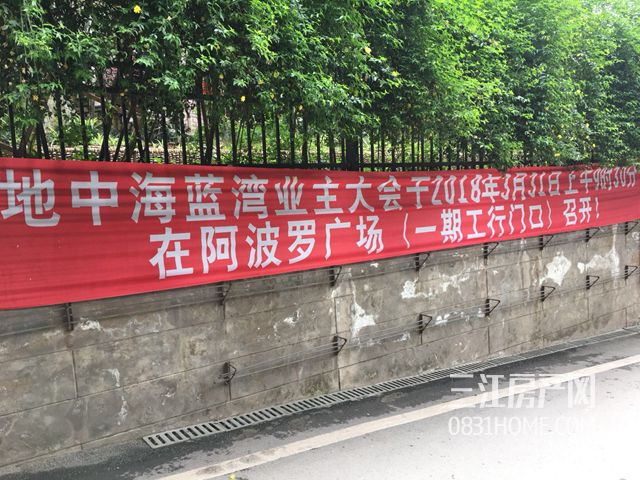 地中海蓝湾业主大会于2018年3月31日上午9时30分
在阿波罗广场（一期工行门口）召开！
三江房产网
0831HOME.COM